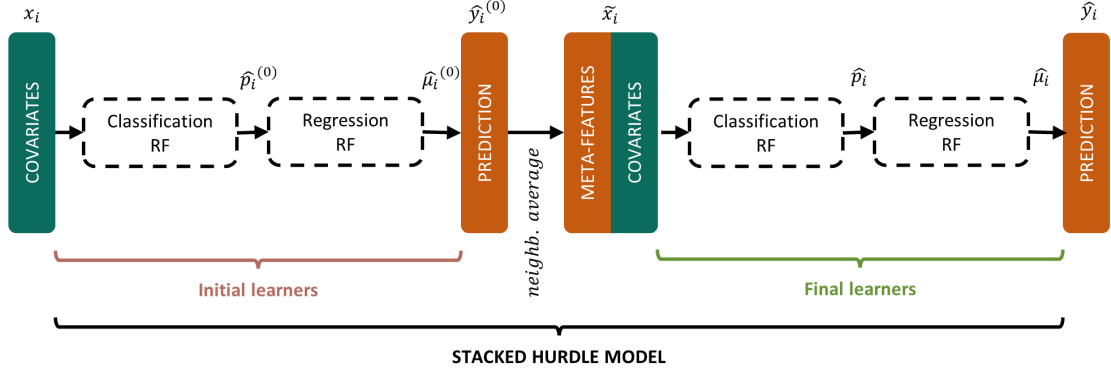 x_i
ŷ_i^(0)
x̃_i
ŷ_i
COVARIATES
Classification
RF
p̂_i^(0)
Regression
RF
μ̂_i^(0)
PREDICTION
neighb. average
META-FEATURES
COVARIATES
Classification
RF
p̂_i
Regression
RF
μ̂_i
PREDICTION
Initial learners
Final learners
STACKED HURDLE MODEL